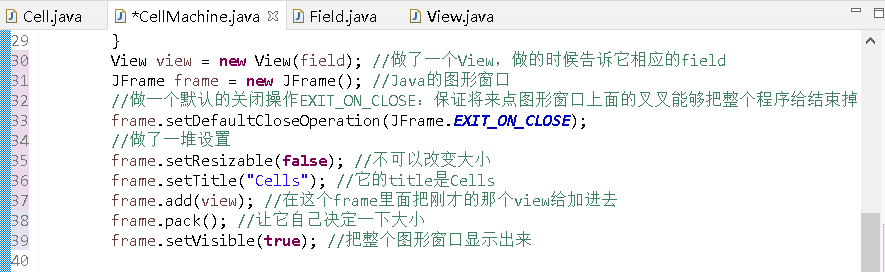 Cell.java *CellMachine.java Field.java View.java
29 }
30 View view = new View(field); //做了一个View，做的时候告诉它相应的field
31 JFrame frame = new JFrame(); //Java的图形窗口
32 //做一个默认的关闭操作EXIT_ON_CLOSE：保证将来点图形窗口上面的叉叉能够把整个程序给结束掉
33 frame.setDefaultCloseOperation(JFrame.EXIT_ON_CLOSE);
34 //做了一堆设置
35 frame.setResizable(false); //不可以改变大小
36 frame.setTitle("Cells"); //它的title是Cells
37 frame.add(view); //在这个frame里面把刚才的那个view给加进去
38 frame.pack(); //让它自己决定一下大小
39 frame.setVisible(true); //把整个图形窗口显示出来
40